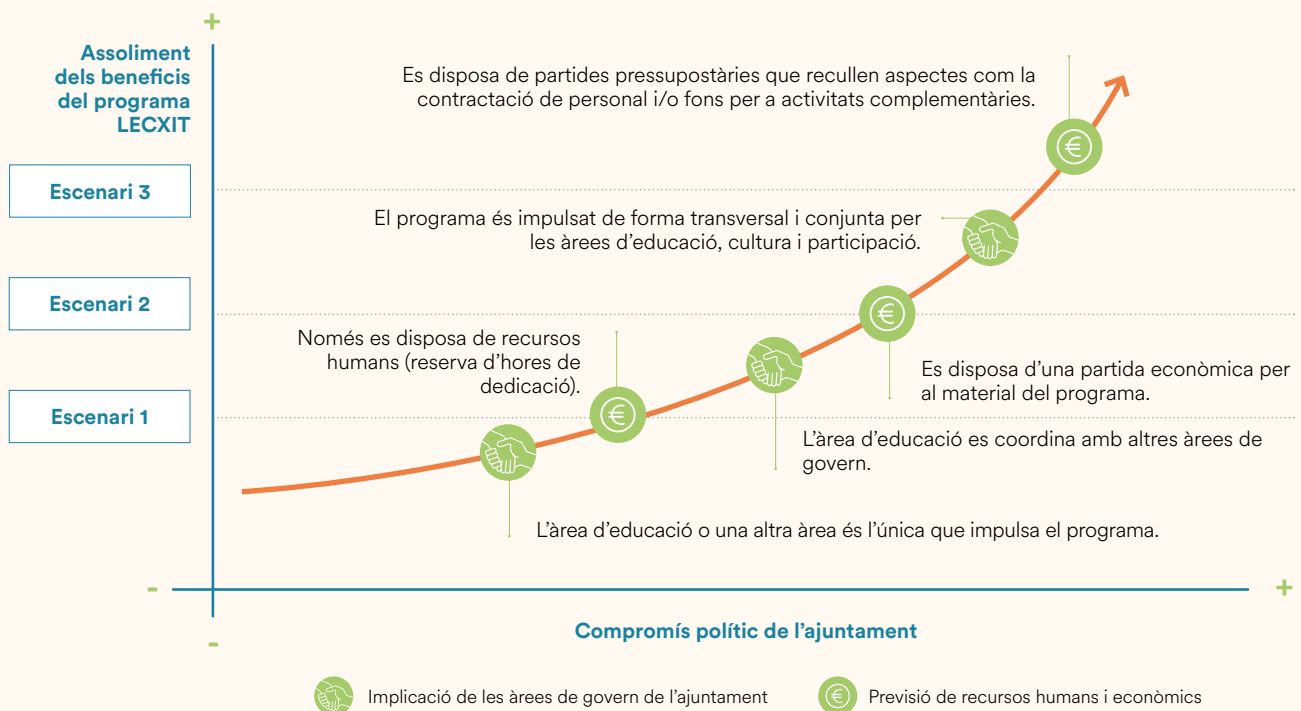 +
Assoliment
dels beneficis
del programa
LECXIT
Es disposa de partides pressupostàries que recullen aspectes com la
contractació de personal i/o fons per a activitats complementàries.
€
Escenari 3
El programa és impulsat de forma transversal i conjunta per
les àrees d'educació, cultura i participació.
Escenari 2
€
Només es disposa de recursos
humans (reserva d'hores de
dedicació).
Es disposa d'una partida econòmica per
al material del programa.
Escenari 1
€
L'àrea d'educació es coordina amb altres àrees de
govern.
L'àrea d'educació o una altra àrea és l'única que impulsa el programa.
-
+
-
Compromís polític de l'ajuntament
Implicació de les àrees de govern de l'ajuntament
€ Previsió de recursos humans i econòmics